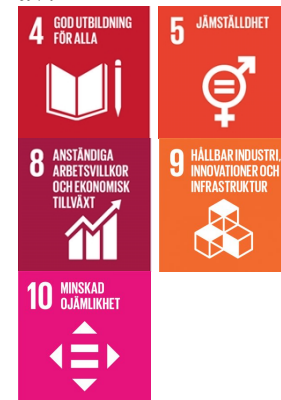 4 GOD UTBILDNING
FÖR ALLA
5 JÄMSTÄLLDHET
8 ANSTÄNDIGA
ARBETSVILLKOR
OCH EKONOMISK
TILLVÄXT
9 HÅLLBAR INDUSTRI,
INNOVATIONER OCH
INFRASTRUKTUR
10 MINSKAD
OJÄMLIKHET